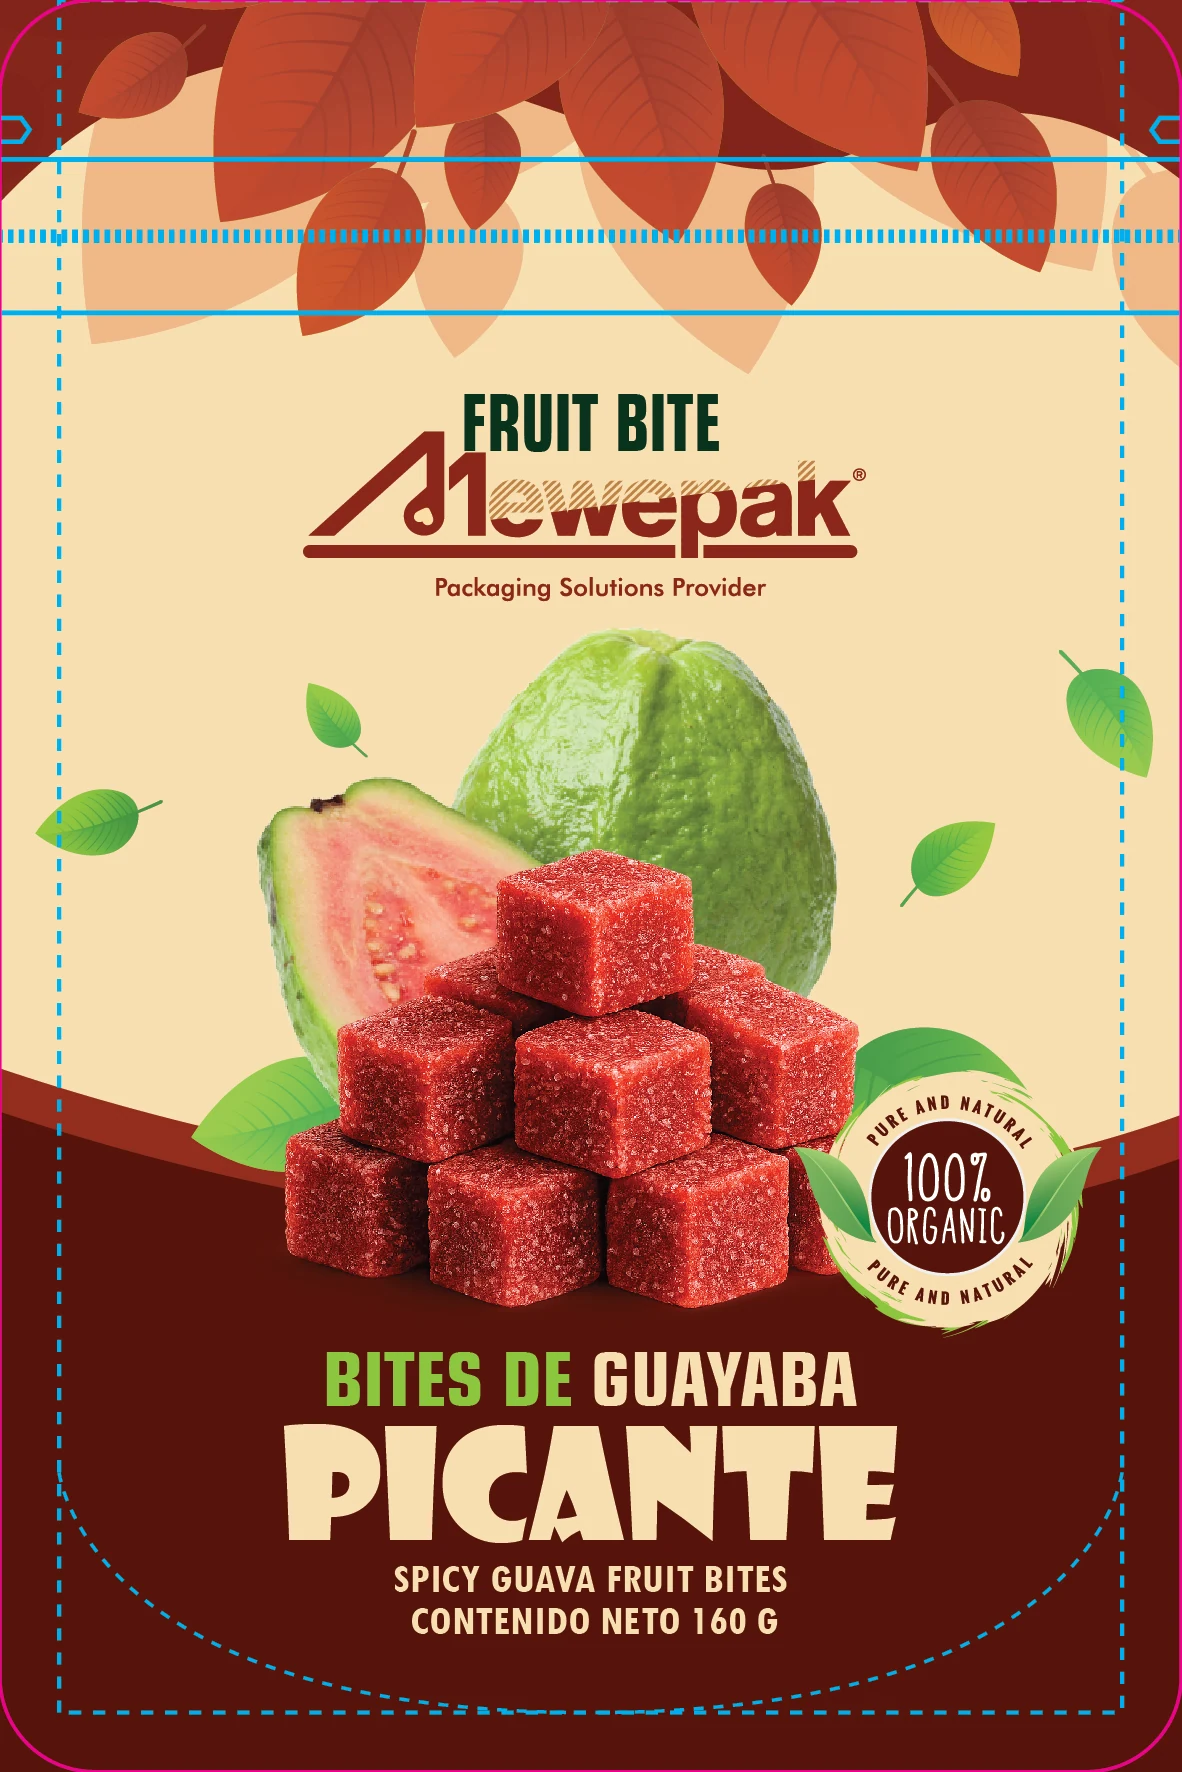 FRUIT BITE
Mewepak®
Packaging Solutions Provider
PURE AND NATURAL
100%
ORGANIC
PURE AND NATURAL
BITES DE GUAYABA
PICANTE
SPICY GUAVA FRUIT BITES
CONTENIDO NETO 160 G